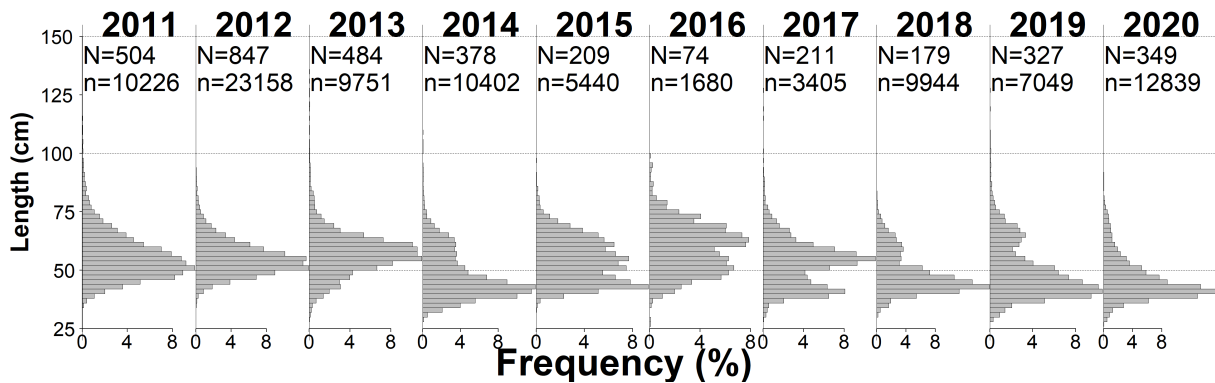 2011 2012 2013 2014 2015 2016 2017 2018 2019 2020
N=504 N=847 N=484 N=378 N=209 N=74 N=211 N=179 N=327 N=349
n=10226 n=23158 n=9751 n=10402 n=5440 n=1680 n=3405 n=9944 n=7049 n=12839
150
125
100
75
50
25
Length (cm)
0 4 8 0 4 8 0 4 8 0 4 8 0 4 8 0 4 8 0 4 8 0 4 8 0 4 8 0 4 8
Frequency (%)